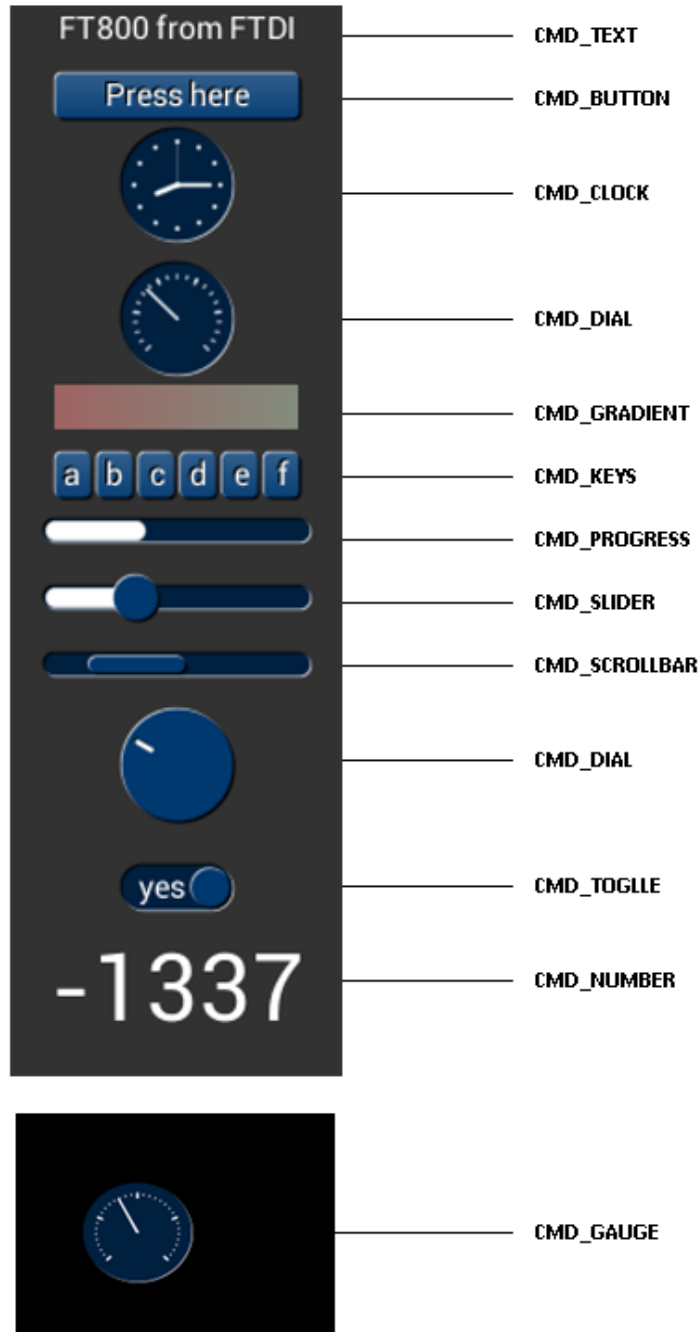 FT800 from FTDI CMD_TEXT
Press here CMD_BUTTON
CMD_CLOCK
CMD_DIAL
CMD_GRADIENT
a b c d e f CMD_KEYS
CMD_PROGRESS
CMD_SLIDER
CMD_SCROLLBAR
CMD_DIAL
yes CMD_TOGLLE
-1337 CMD_NUMBER
CMD_GAUGE